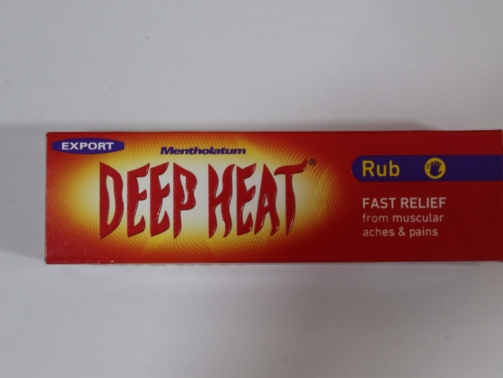 EXPORT
Mentholatum
DEEP HEAT®
Rub
FAST RELIEF
from muscular
aches & pains